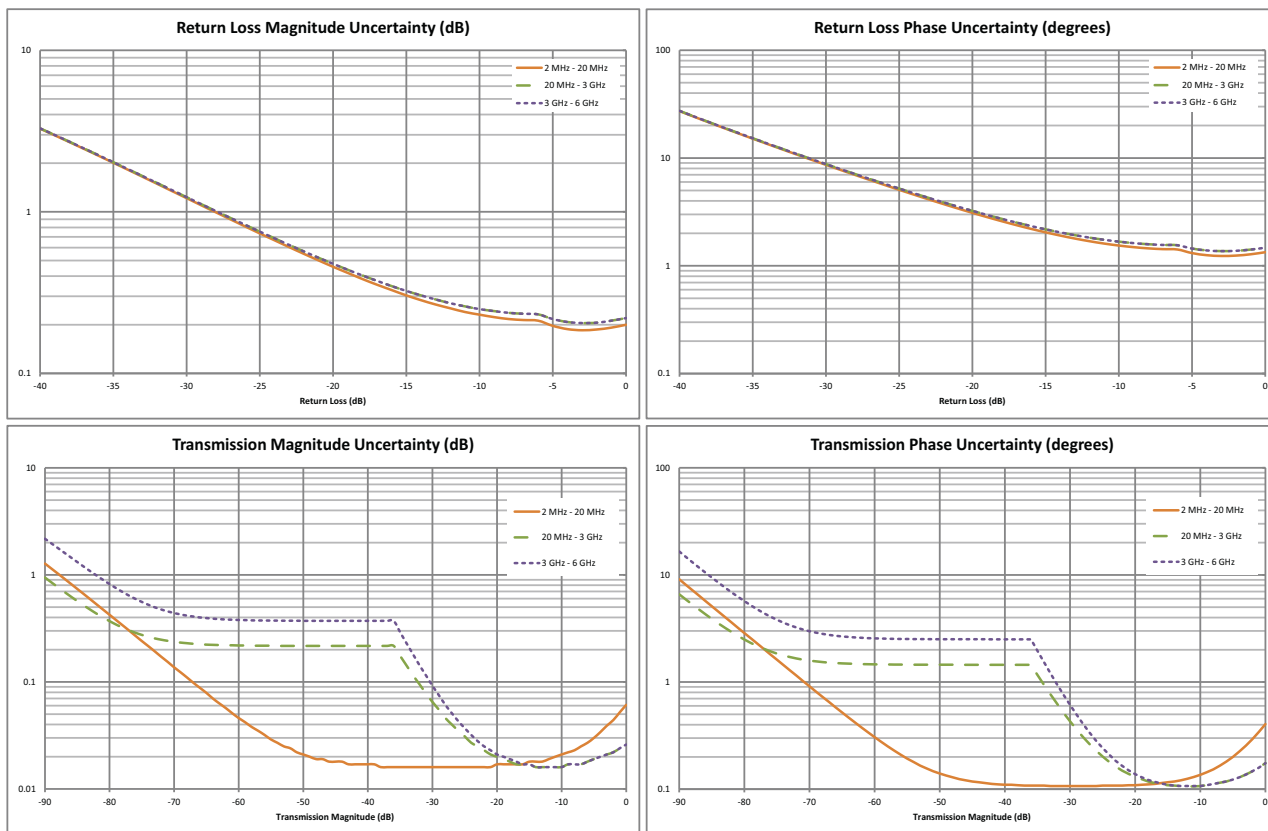 Return Loss Magnitude Uncertainty (dB)
10
1
0.1
2 MHz - 20 MHz
20 MHz - 3 GHz
3 GHz - 6 GHz
-40 -35 -30 -25 -20 -15 -10 -5 0
Return Loss (dB)
Return Loss Phase Uncertainty (degrees)
100
10
1
0.1
2 MHz - 20 MHz
20 MHz - 3 GHz
3 GHz - 6 GHz
-40 -35 -30 -25 -20 -15 -10 -5 0
Return Loss (dB)
Transmission Magnitude Uncertainty (dB)
10
1
0.1
0.01
2 MHz - 20 MHz
20 MHz - 3 GHz
3 GHz - 6 GHz
-90 -80 -70 -60 -50 -40 -30 -20 -10 0
Transmission Magnitude (dB)
Transmission Phase Uncertainty (degrees)
100
10
1
0.1
2 MHz - 20 MHz
20 MHz - 3 GHz
3 GHz - 6 GHz
-90 -80 -70 -60 -50 -40 -30 -20 -10 0
Transmission Magnitude (dB)